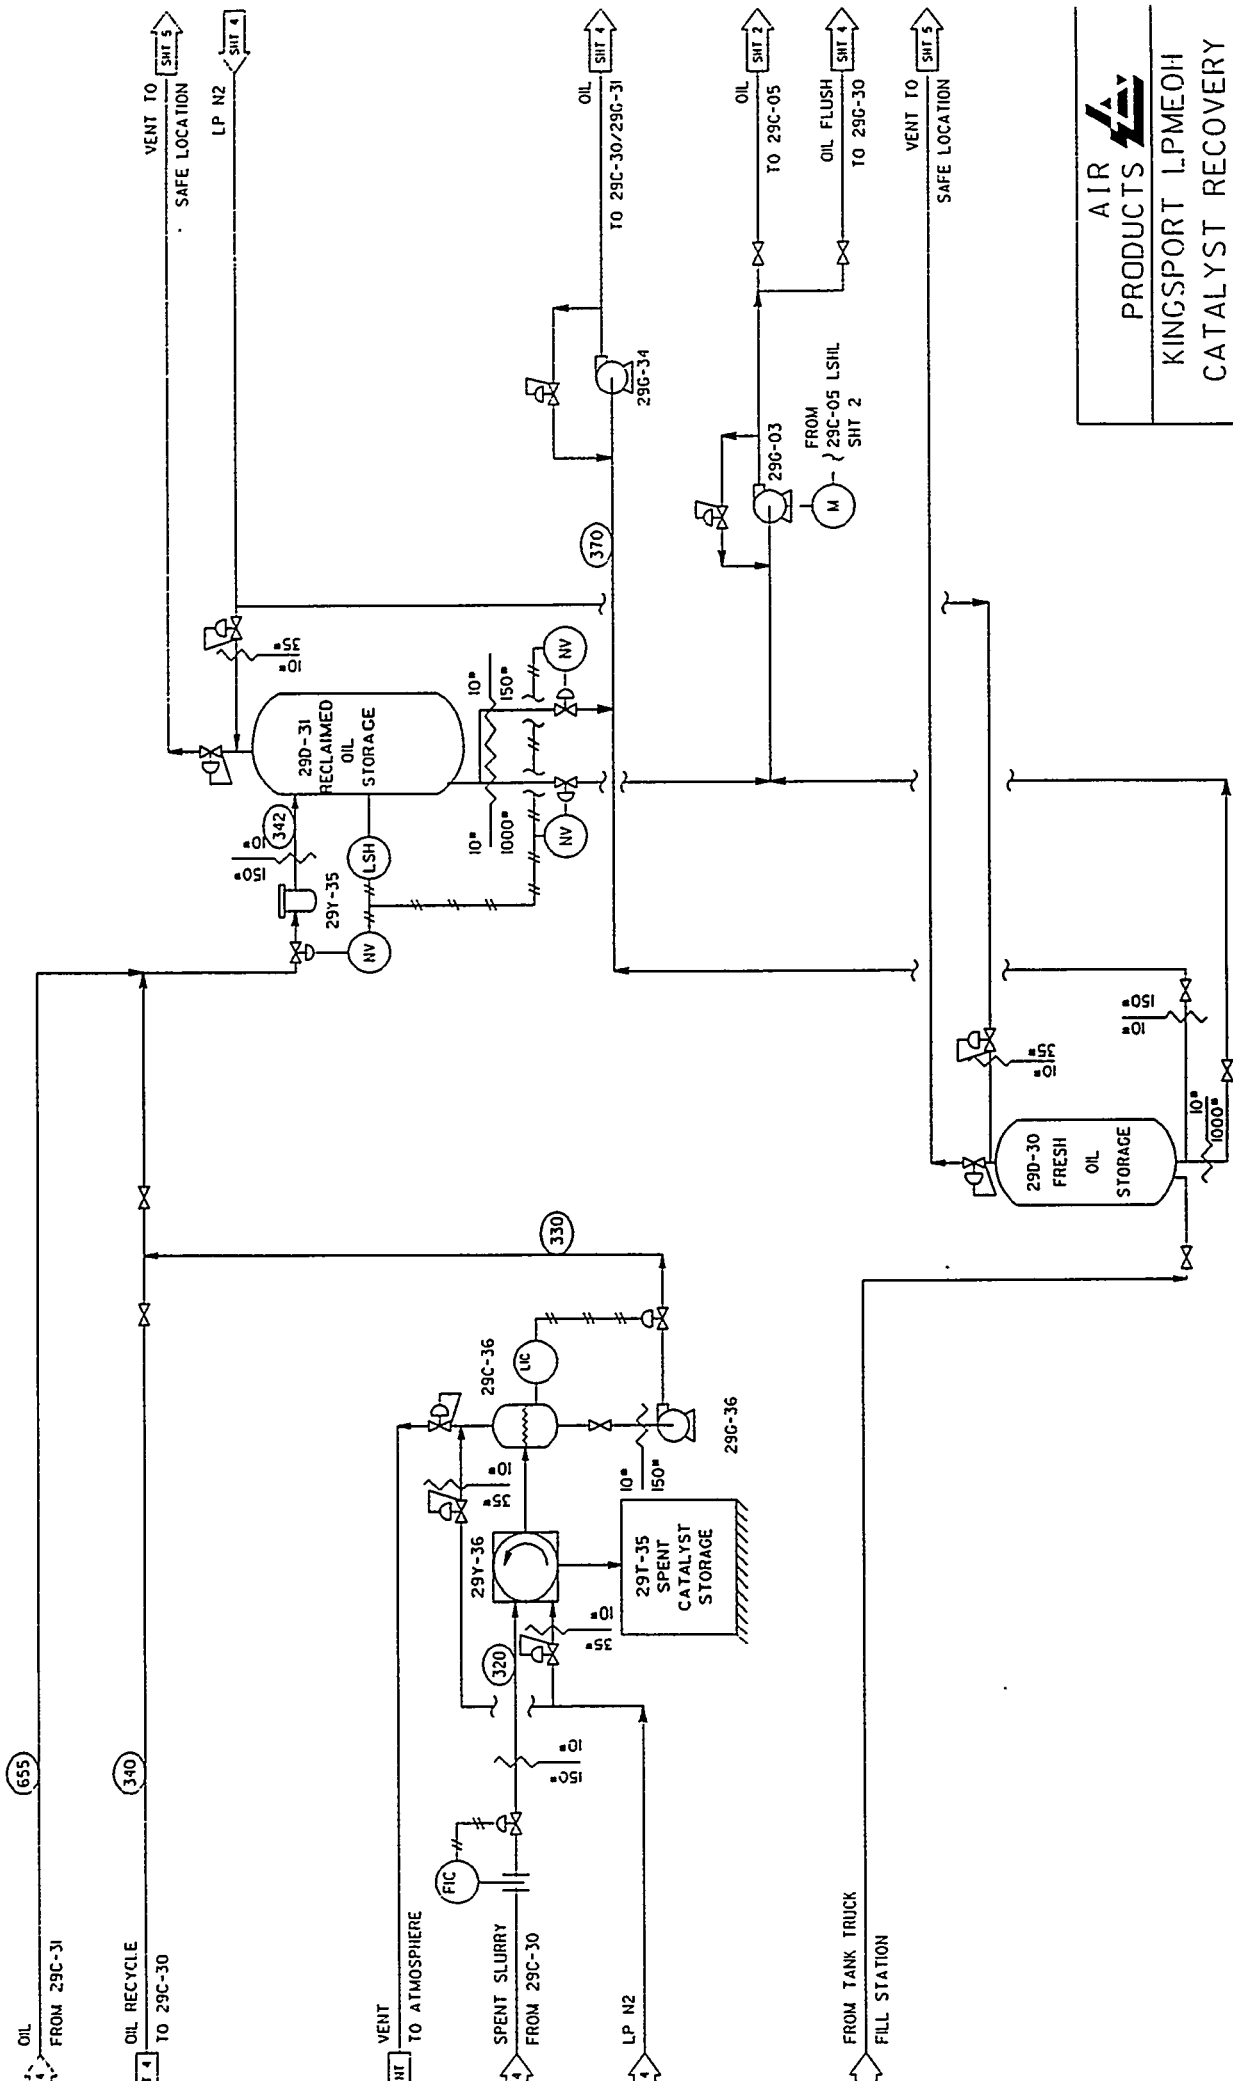 655
340
OIL
FROM 29C-31
OIL RECYCLE
TO 29C-30
VENT
TO ATMOSPHERE
SPENT SLURRY
FROM 29C-30
LP N2
FROM TANK TRUCK
FILL STATION
4
T 4
NT
4
4
FIC
150#
10#
320
35#
10#
29Y-36
35#
10#
29T-35
SPENT
CATALYST
STORAGE
29C-36
LIC
10#
150#
29G-36
330
VENT TO
SAFE LOCATION
SHT 5
LP N2
SHT 4
35#
10#
29D-31
RECLAIMED
OIL
STORAGE
342
150#
10#
29Y-35
LSH
NV
10#
150#
10#
1000#
NV
NV
370
29G-34
OIL
TO 29C-30/29G-31
SHT 4
29G-03
M
FROM
29C-05 LSHL
SHT 2
OIL
TO 29C-05
SHT 2
OIL FLUSH
TO 29G-30
SHT 4
VENT TO
SAFE LOCATION
SHT 5
35#
10#
150#
10#
10#
1000#
29D-30
FRESH
OIL
STORAGE
AIR
PRODUCTS
KINGSPORT LPMEOH
CATALYST RECOVERY